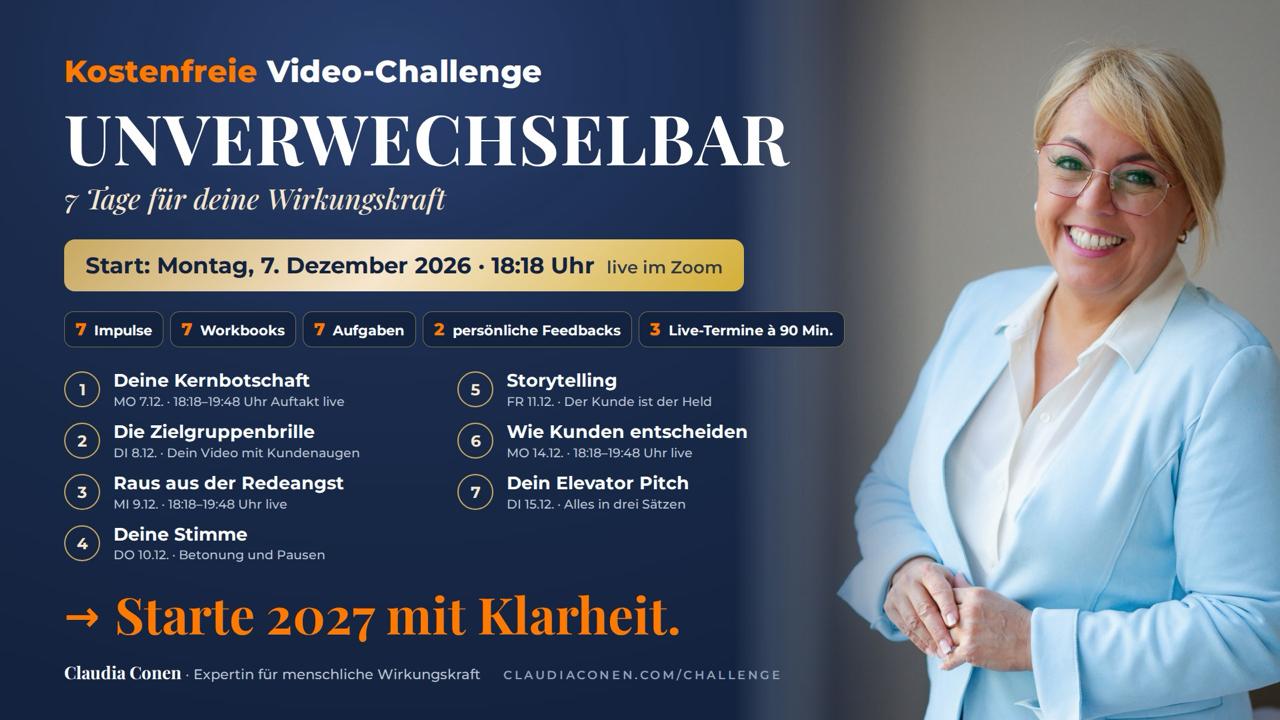 Kostenfreie Video-Challenge
UNVERWECHSELBAR
7 Tage für deine Wirkungskraft
Start: Montag, 7. Dezember 2026 · 18:18 Uhr live im Zoom
7 Impulse 7 Workbooks 7 Aufgaben 2 persönliche Feedbacks 3 Live-Termine à 90 Min.
1 Deine Kernbotschaft
MO 7.12. · 18:18–19:48 Uhr Auftakt live
2 Die Zielgruppenbrille
DI 8.12. · Dein Video mit Kundenaugen
3 Raus aus der Redeangst
MI 9.12. · 18:18–19:48 Uhr live
4 Deine Stimme
DO 10.12. · Betonung und Pausen
5 Storytelling
FR 11.12. · Der Kunde ist der Held
6 Wie Kunden entscheiden
MO 14.12. · 18:18–19:48 Uhr live
7 Dein Elevator Pitch
DI 15.12. · Alles in drei Sätzen
→ Starte 2027 mit Klarheit.
Claudia Conen · Expertin für menschliche Wirkungskraft CLAUDIACONEN.COM/CHALLENGE